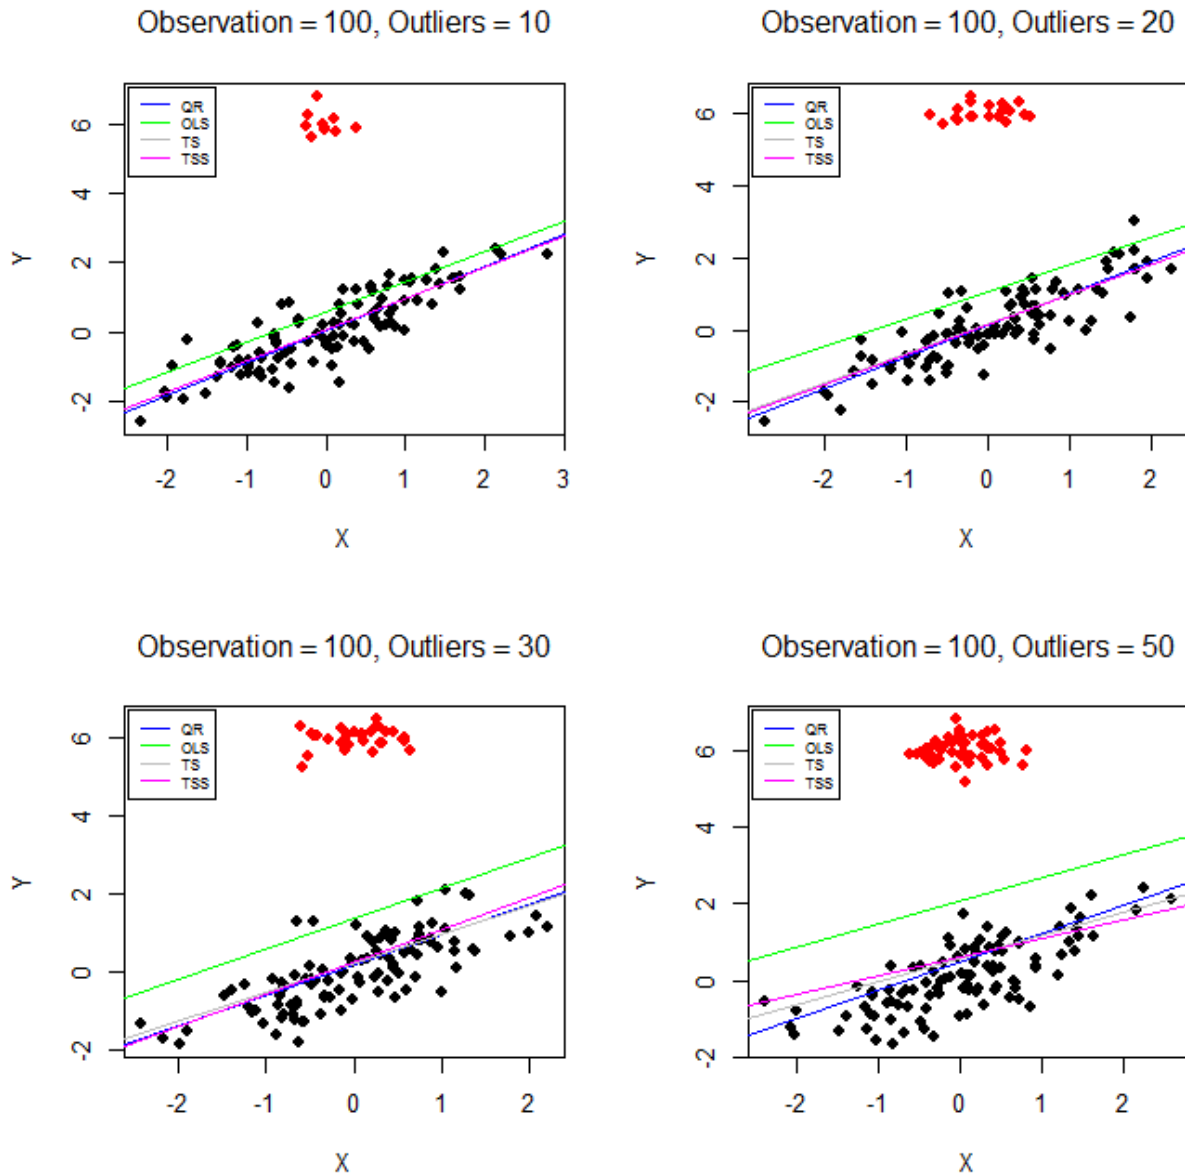 Observation = 100, Outliers = 10
QR
OLS
TS
TSS
6
4
2
0
-2
Y
-2 -1 0 1 2 3
X
Observation = 100, Outliers = 20
QR
OLS
TS
TSS
6
4
2
0
-2
Y
-2 -1 0 1 2
X
Observation = 100, Outliers = 30
QR
OLS
TS
TSS
6
4
2
0
-2
Y
-2 -1 0 1 2
X
Observation = 100, Outliers = 50
QR
OLS
TS
TSS
6
4
2
0
-2
Y
-2 -1 0 1 2
X